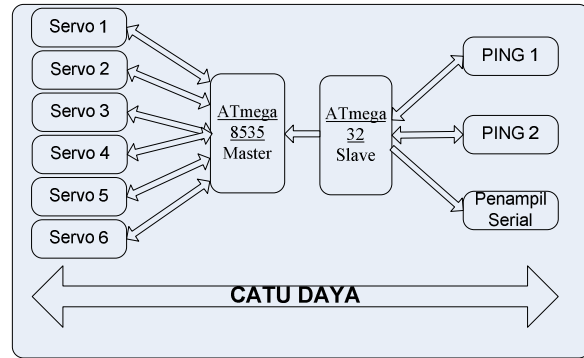 Servo 1
Servo 2
Servo 3
Servo 4
Servo 5
Servo 6
ATmega
8535
Master
ATmega
32
Slave
PING 1
PING 2
Penampil
Serial
CATU DAYA